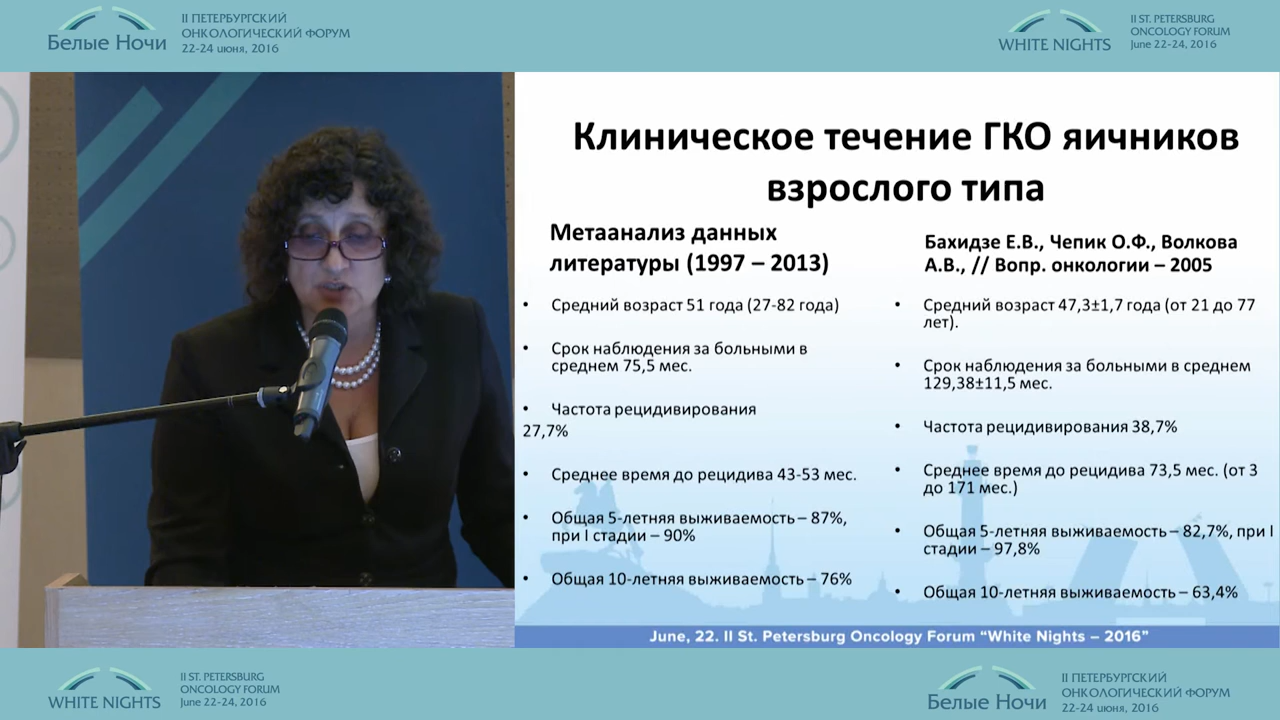 Белые Ночи
II ПЕТЕРБУРГСКИЙ
ОНКОЛОГИЧЕСКИЙ ФОРУМ
22-24 июня, 2016
WHITE NIGHTS
II ST. PETERSBURG
ONCOLOGY FORUM
June 22-24, 2016
Клиническое течение ГКО яичников
взрослого типа
Метаанализ данных
литературы (1997 – 2013)
• Средний возраст 51 года (27-82 года)
• Срок наблюдения за больными в
среднем 75,5 мес.
• Частота рецидивирования
27,7%
• Среднее время до рецидива 43-53 мес.
• Общая 5-летняя выживаемость – 87%,
при I стадии – 90%
• Общая 10-летняя выживаемость – 76%
Бахидзе Е.В., Чепик О.Ф., Волкова
А.В., // Вопр. онкологии – 2005
• Средний возраст 47,3±1,7 года (от 21 до 77
лет).
• Срок наблюдения за больными в среднем
129,38±11,5 мес.
• Частота рецидивирования 38,7%
• Среднее время до рецидива 73,5 мес. (от 3
до 171 мес.)
• Общая 5-летняя выживаемость – 82,7%, при I
стадии – 97,8%
• Общая 10-летняя выживаемость – 63,4%
June, 22. II St. Petersburg Oncology Forum “White Nights – 2016”
WHITE NIGHTS
II ST. PETERSBURG
ONCOLOGY FORUM
June 22-24, 2016
Белые Ночи
II ПЕТЕРБУРГСКИЙ
ОНКОЛОГИЧЕСКИЙ ФОРУМ
22-24 июня, 2016